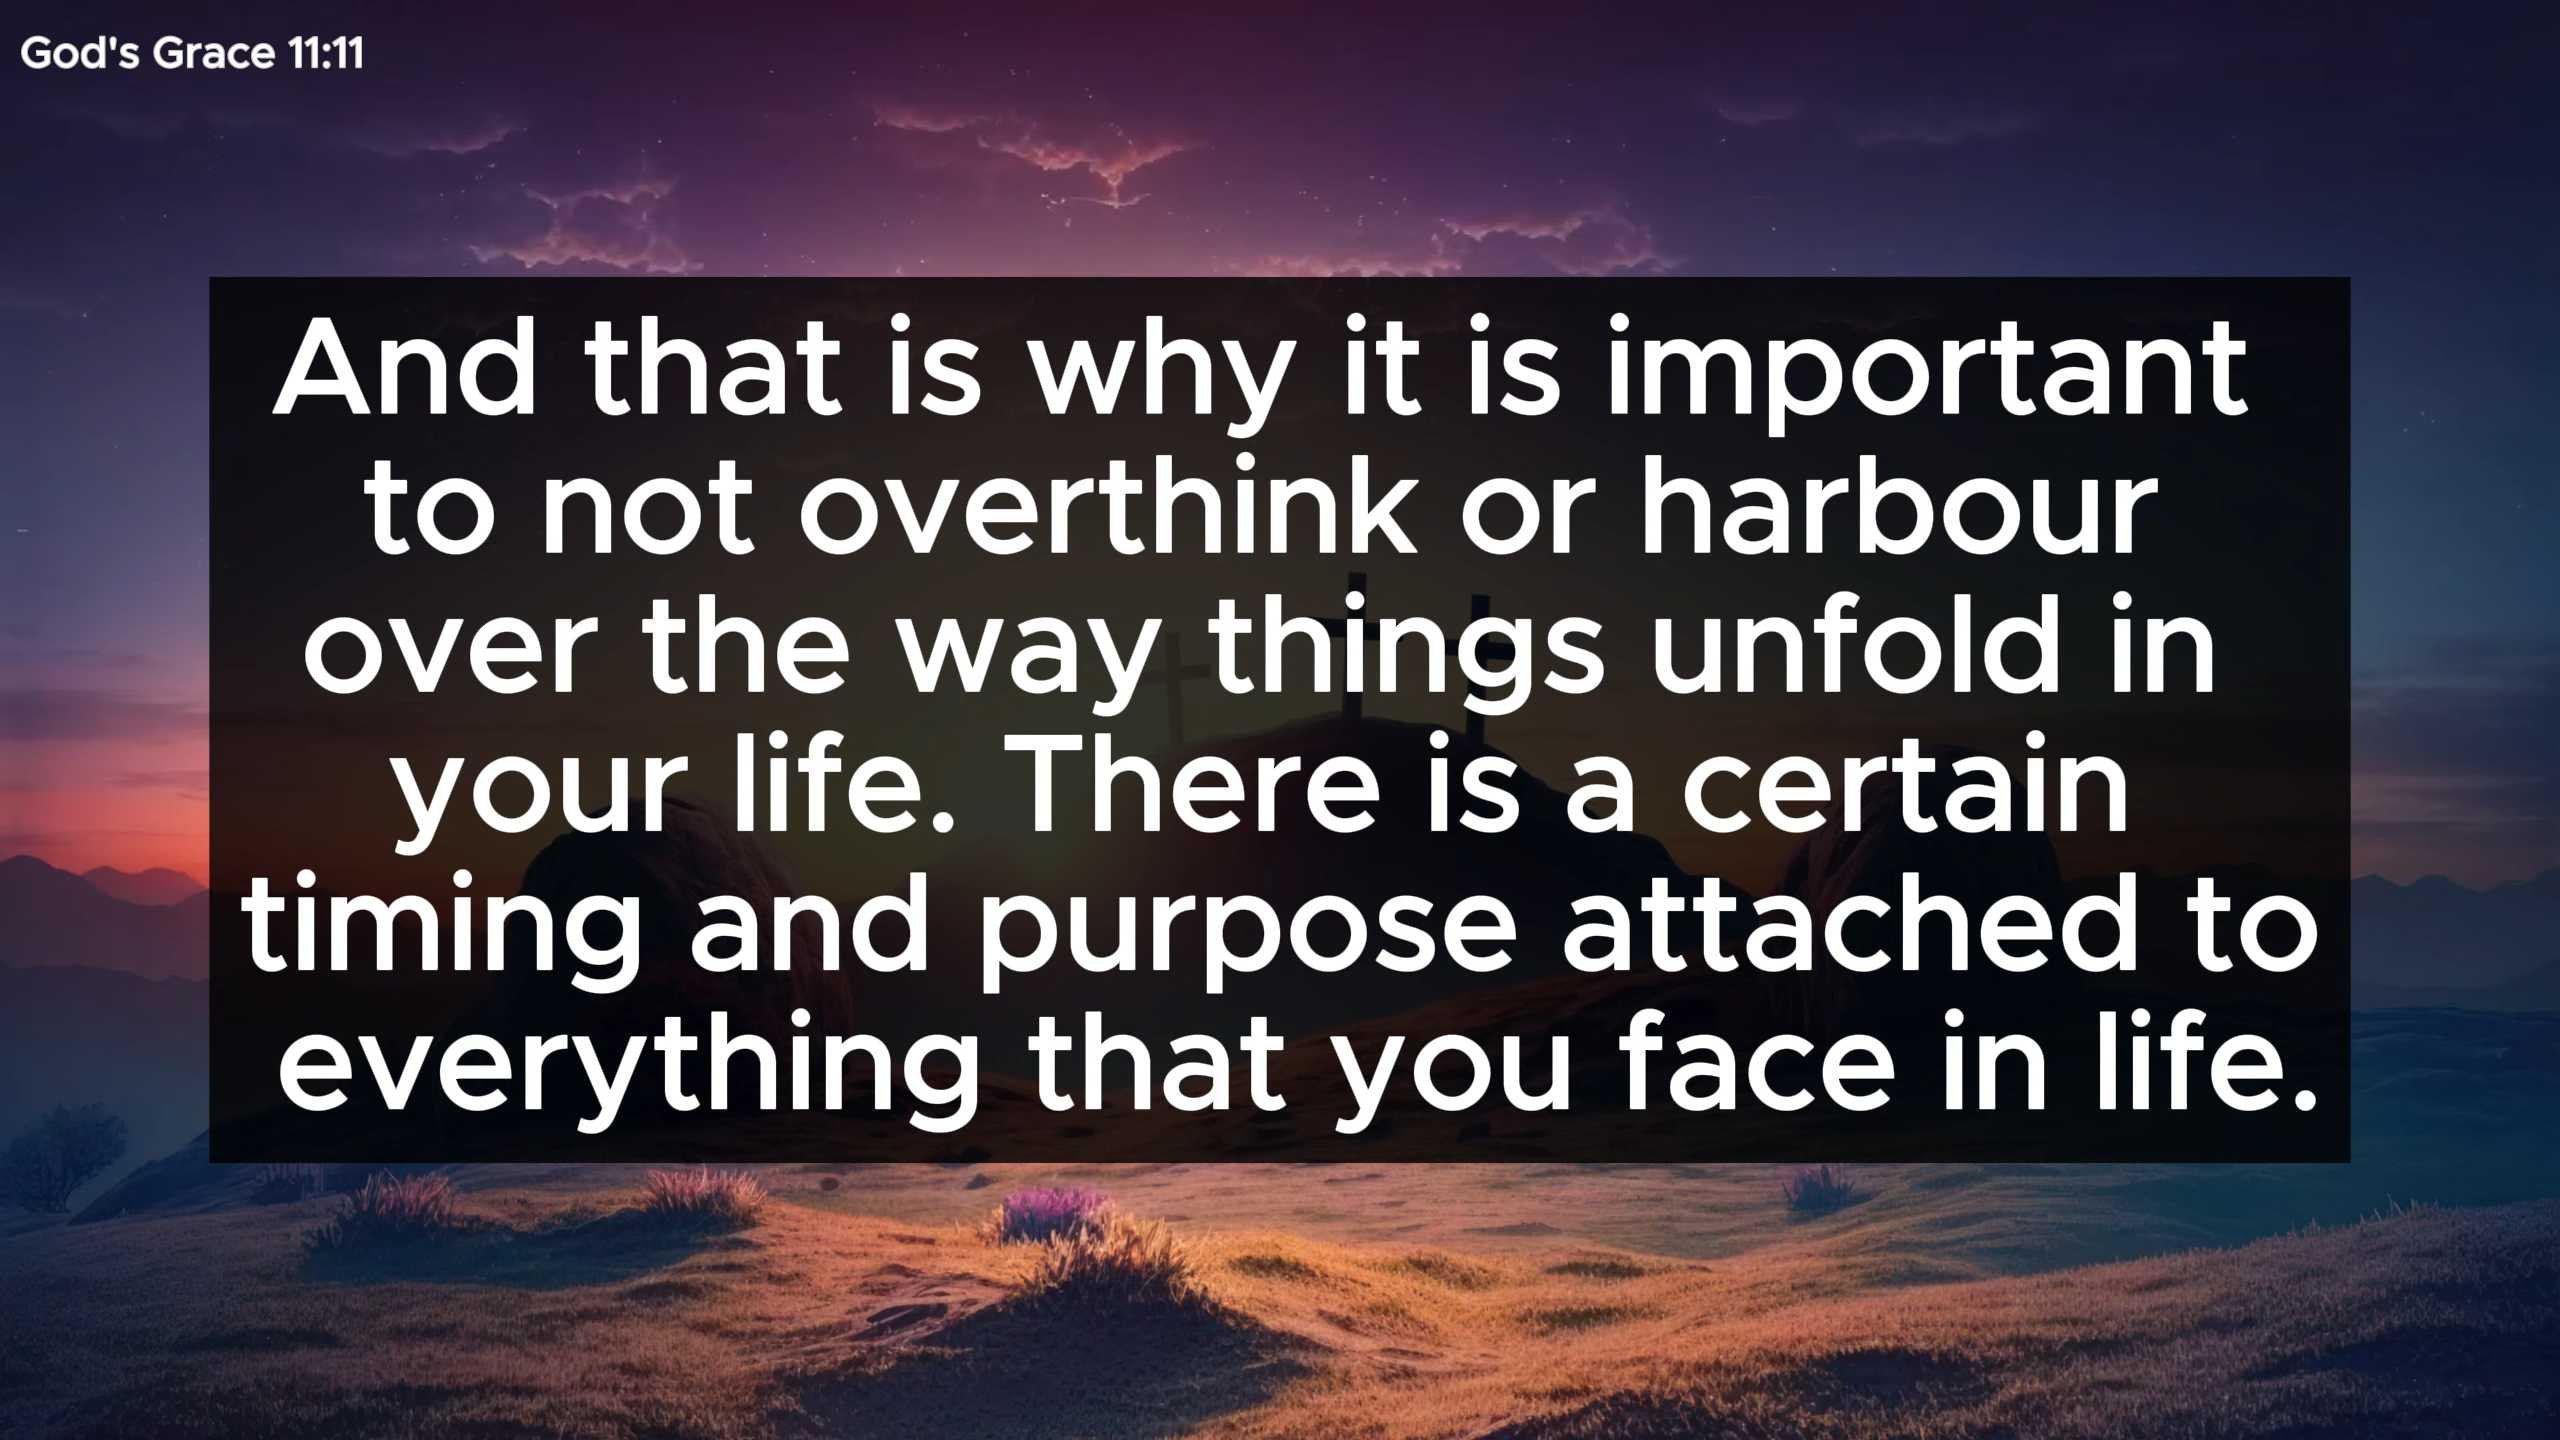 God's Grace 11:11
And that is why it is important
to not overthink or harbour
over the way things unfold in
your life. There is a certain
timing and purpose attached to
everything that you face in life.